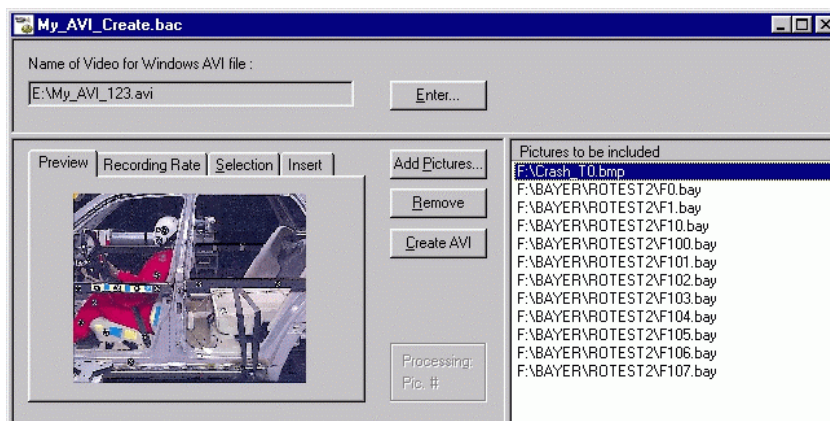 My_AVI_Create.bac
Name of Video for Windows AVI file :
E:\My_AVI_123.avi
Enter...
Preview
Recording Rate
Selection
Insert
Add Pictures...
Remove
Create AVI
Processing:
Pic. #
Pictures to be included
F:\Crash_T0.bmp
F:\BAYER\ROTEST2\F0.bay
F:\BAYER\ROTEST2\F1.bay
F:\BAYER\ROTEST2\F10.bay
F:\BAYER\ROTEST2\F100.bay
F:\BAYER\ROTEST2\F101.bay
F:\BAYER\ROTEST2\F102.bay
F:\BAYER\ROTEST2\F103.bay
F:\BAYER\ROTEST2\F104.bay
F:\BAYER\ROTEST2\F105.bay
F:\BAYER\ROTEST2\F106.bay
F:\BAYER\ROTEST2\F107.bay